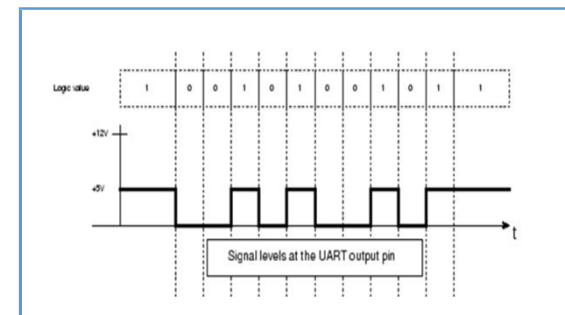 Logic value 1 0 0 1 0 1 0 0 1 0 1 1
+12V
+5V
t
Signal levels at the UART output pin